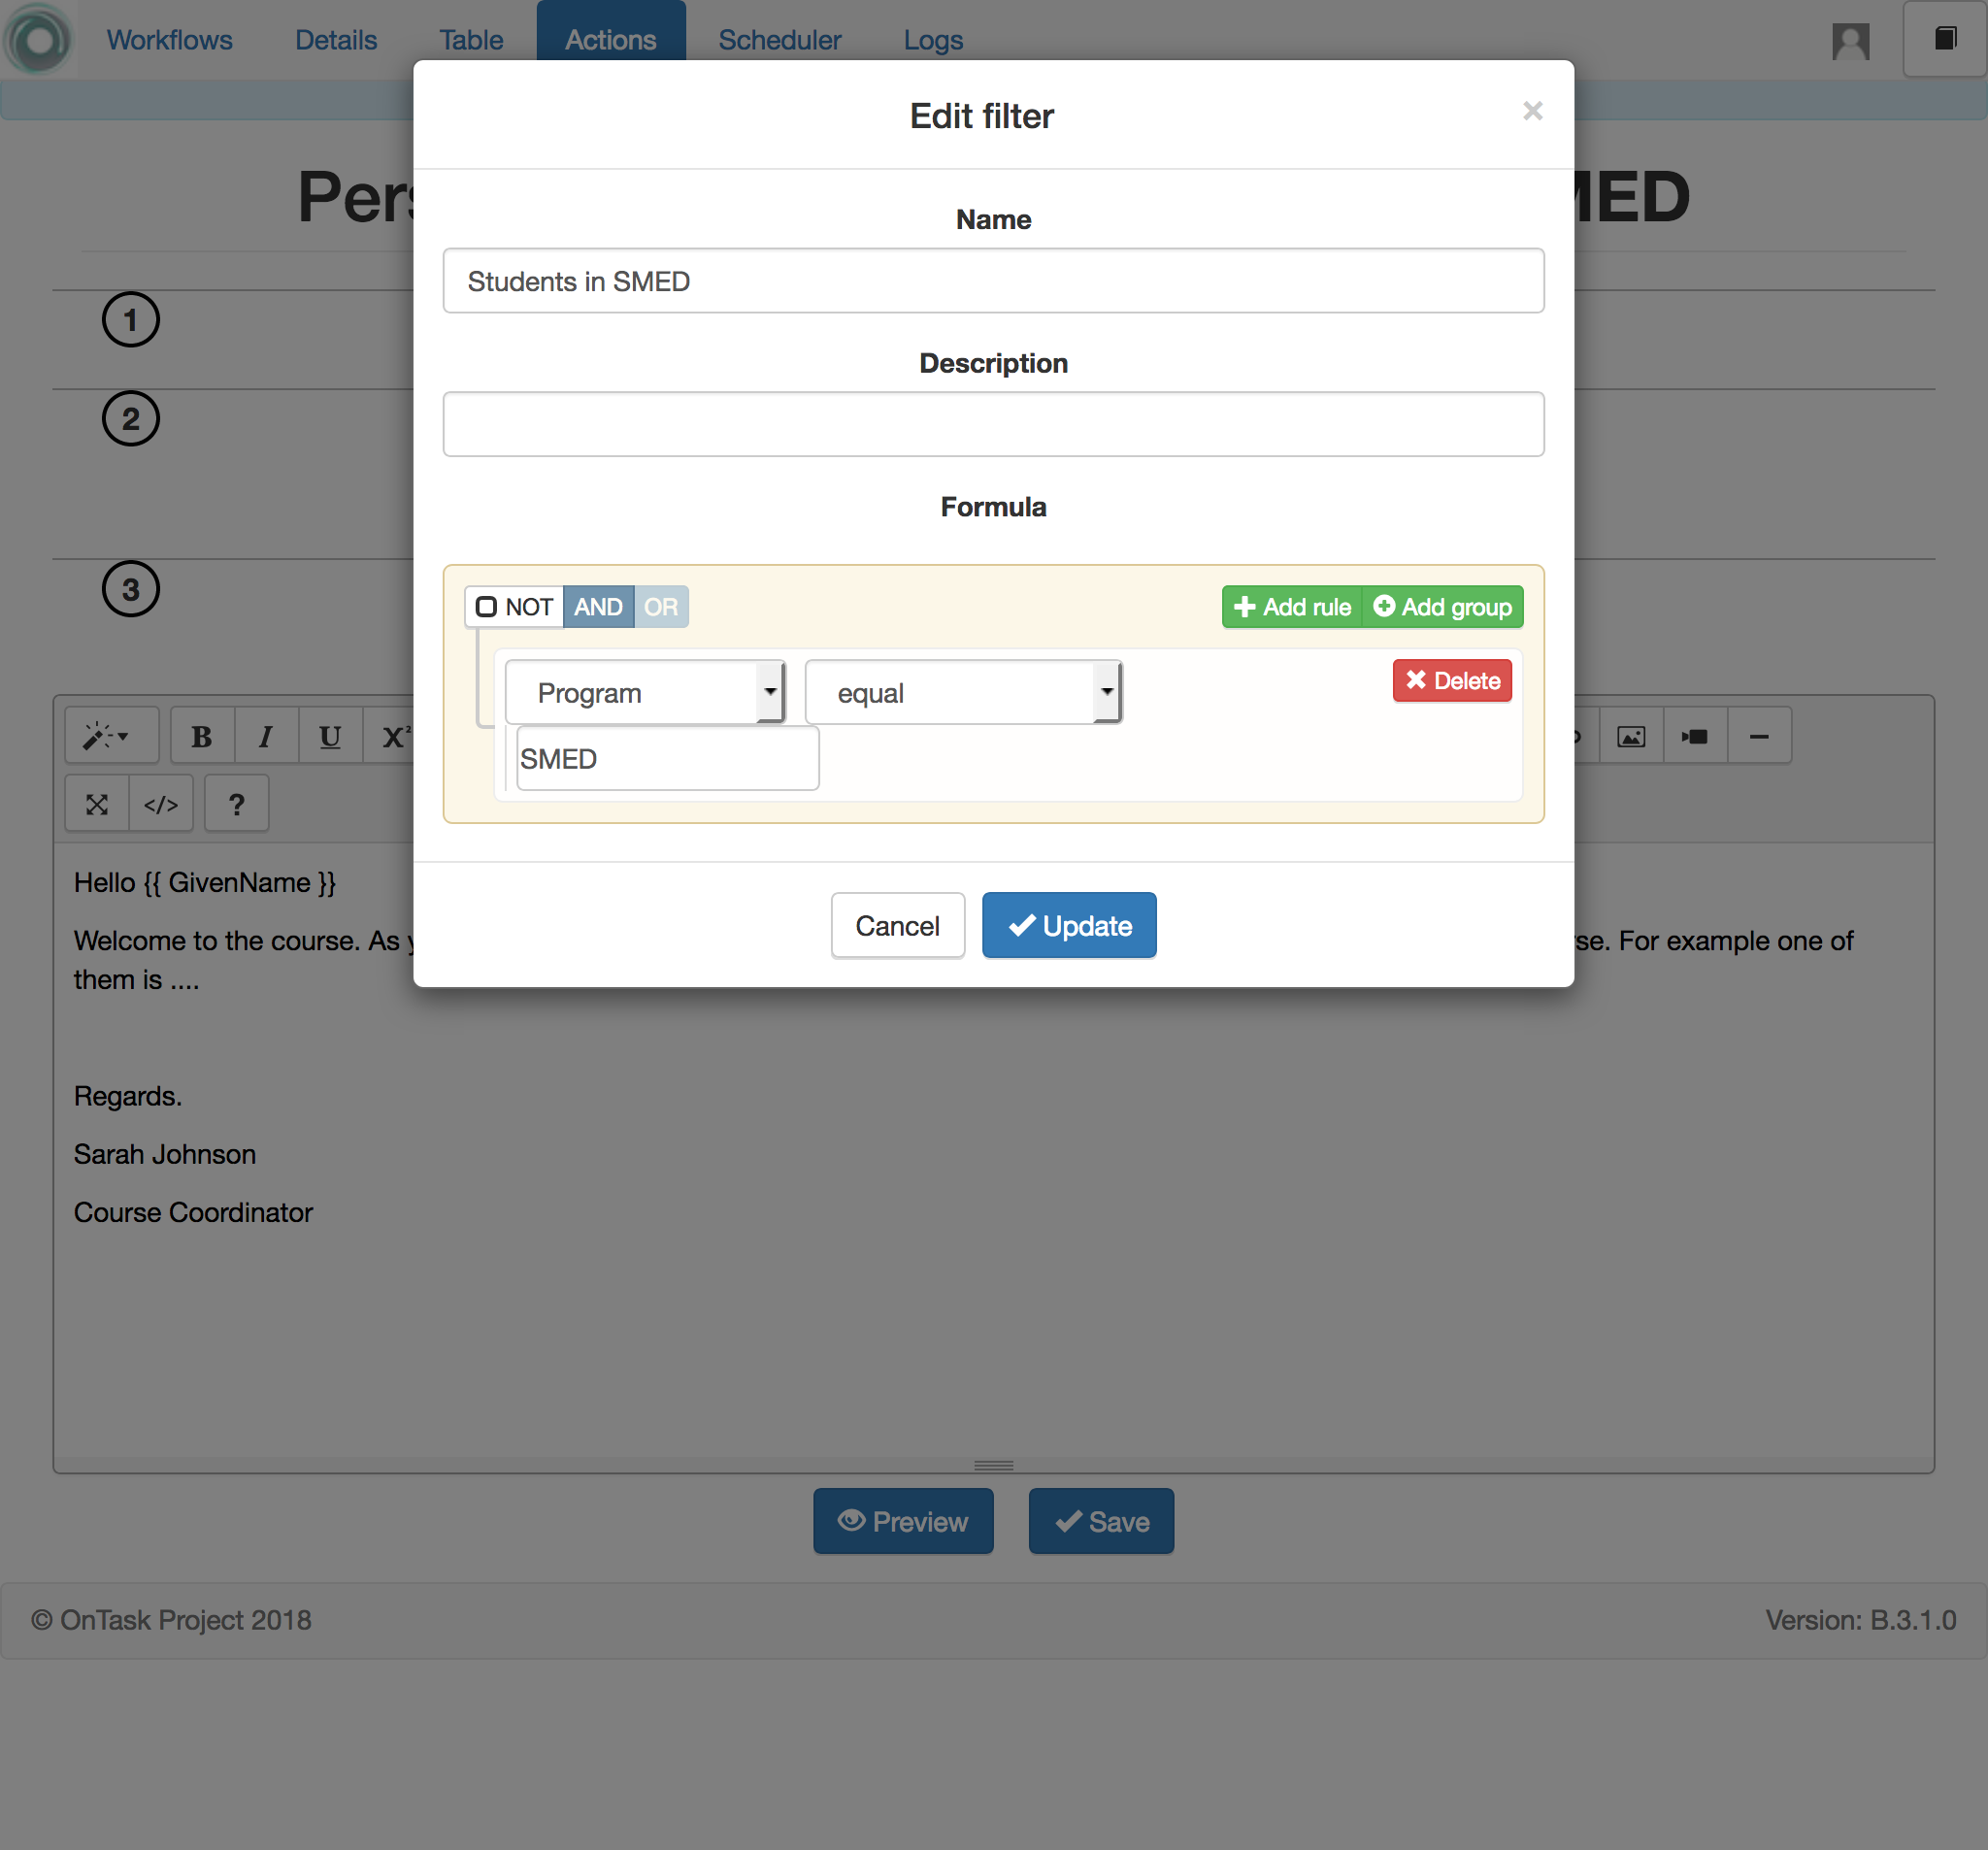 Workflows Details Table Actions Scheduler Logs
Edit filter ×
Name
Students in SMED
Description
Formula
NOT AND OR Add rule Add group
Program equal Delete
SMED
Cancel Update
1
2
3
B I U X²
</> ?
Hello {{ GivenName }}
Welcome to the course. As For example one of
them is ....
Regards.
Sarah Johnson
Course Coordinator
Preview Save
© OnTask Project 2018 Version: B.3.1.0